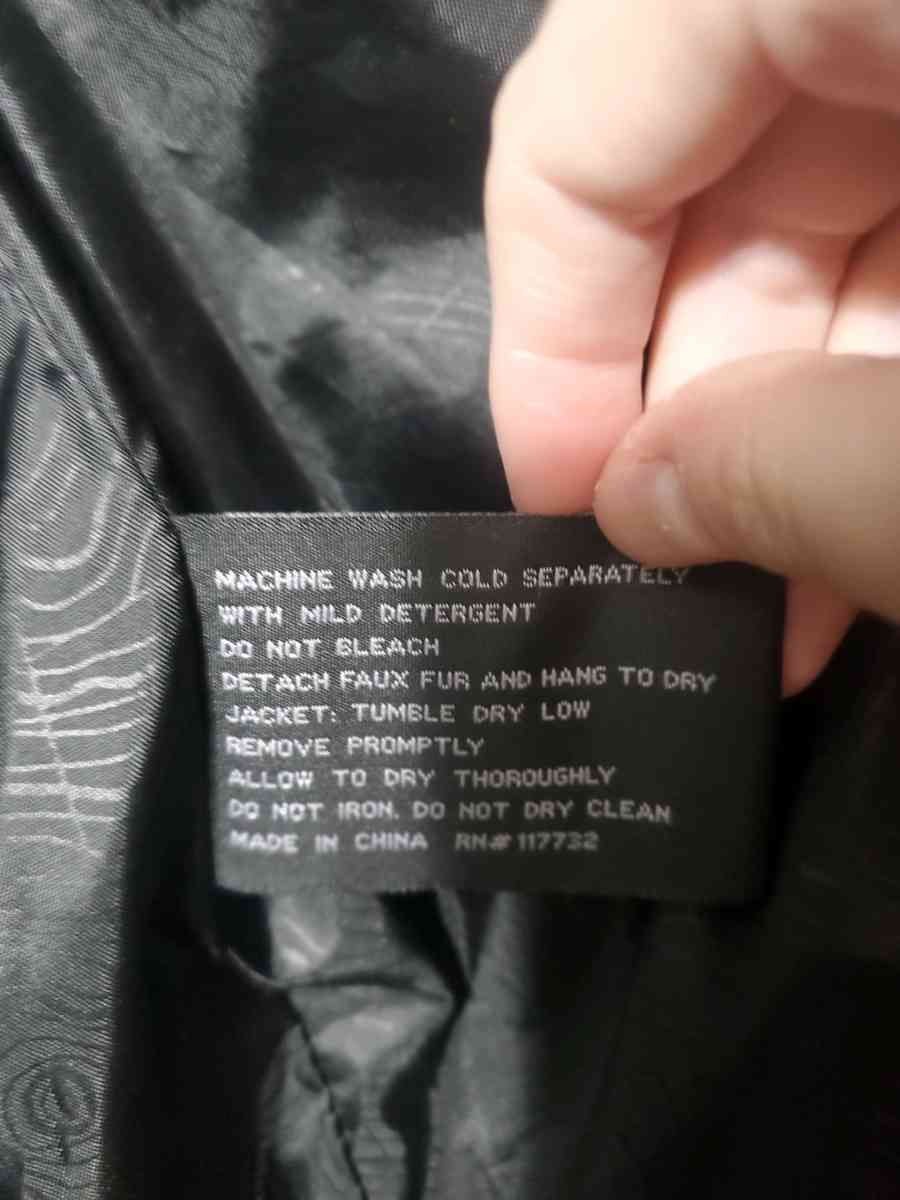 MACHINE WASH COLD SEPARATELY
WITH MILD DETERGENT
DO NOT BLEACH
DETACH FAUX FUR AND HANG TO DRY
JACKET: TUMBLE DRY LOW
REMOVE PROMPTLY
ALLOW TO DRY THOROUGHLY
DO NOT IRON. DO NOT DRY CLEAN
MADE IN CHINA RN# 117732